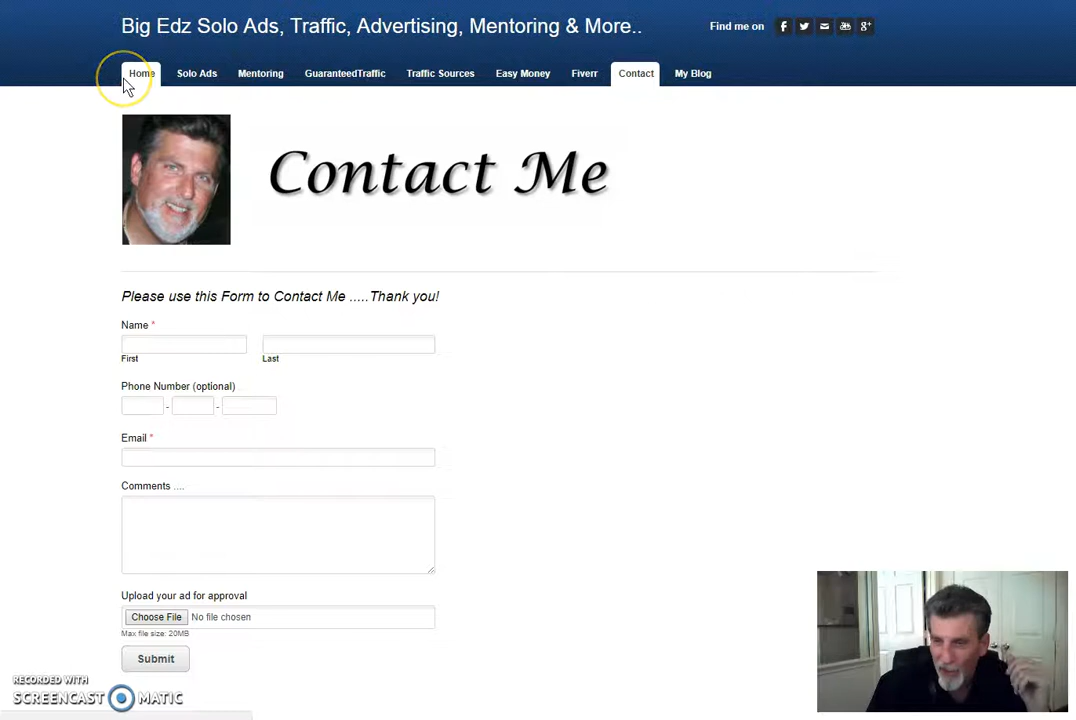 Big Edz Solo Ads, Traffic, Advertising, Mentoring & More..
Find me on
Home Solo Ads Mentoring GuaranteedTraffic Traffic Sources Easy Money Fiverr Contact My Blog
Contact Me
Please use this Form to Contact Me .....Thank you!
Name *
First Last
Phone Number (optional)
- -
Email *
Comments ....
Upload your ad for approval
Choose File No file chosen
Max file size: 20MB
Submit
RECORDED WITH
SCREENCAST MATIC